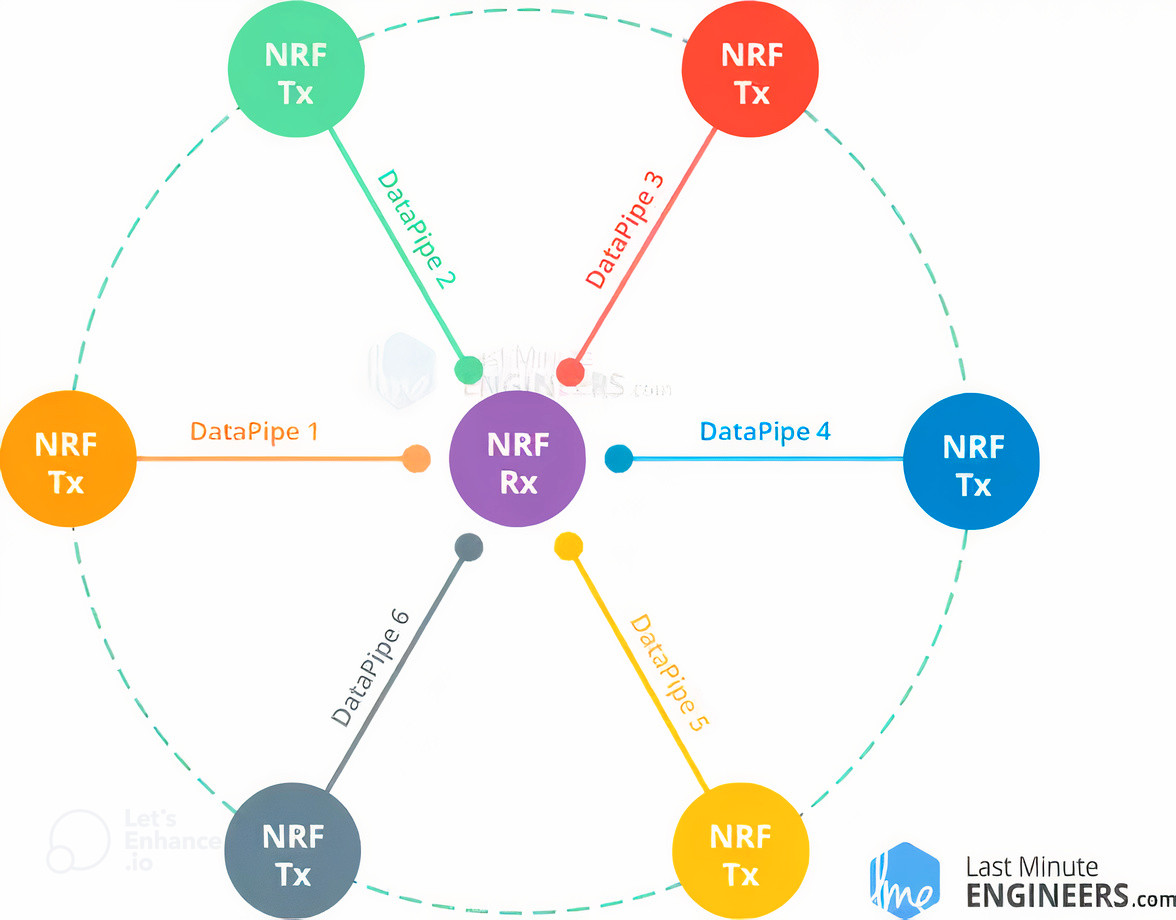 NRF
Tx
NRF
Tx
DataPipe 2
DataPipe 3
Last Minute
ENGINEERS.com
NRF
Tx
DataPipe 1
NRF
Rx
DataPipe 4
NRF
Tx
DataPipe 6
DataPipe 5
Let's
Enhance
.io
NRF
Tx
NRF
Tx
lme
Last Minute
ENGINEERS.com